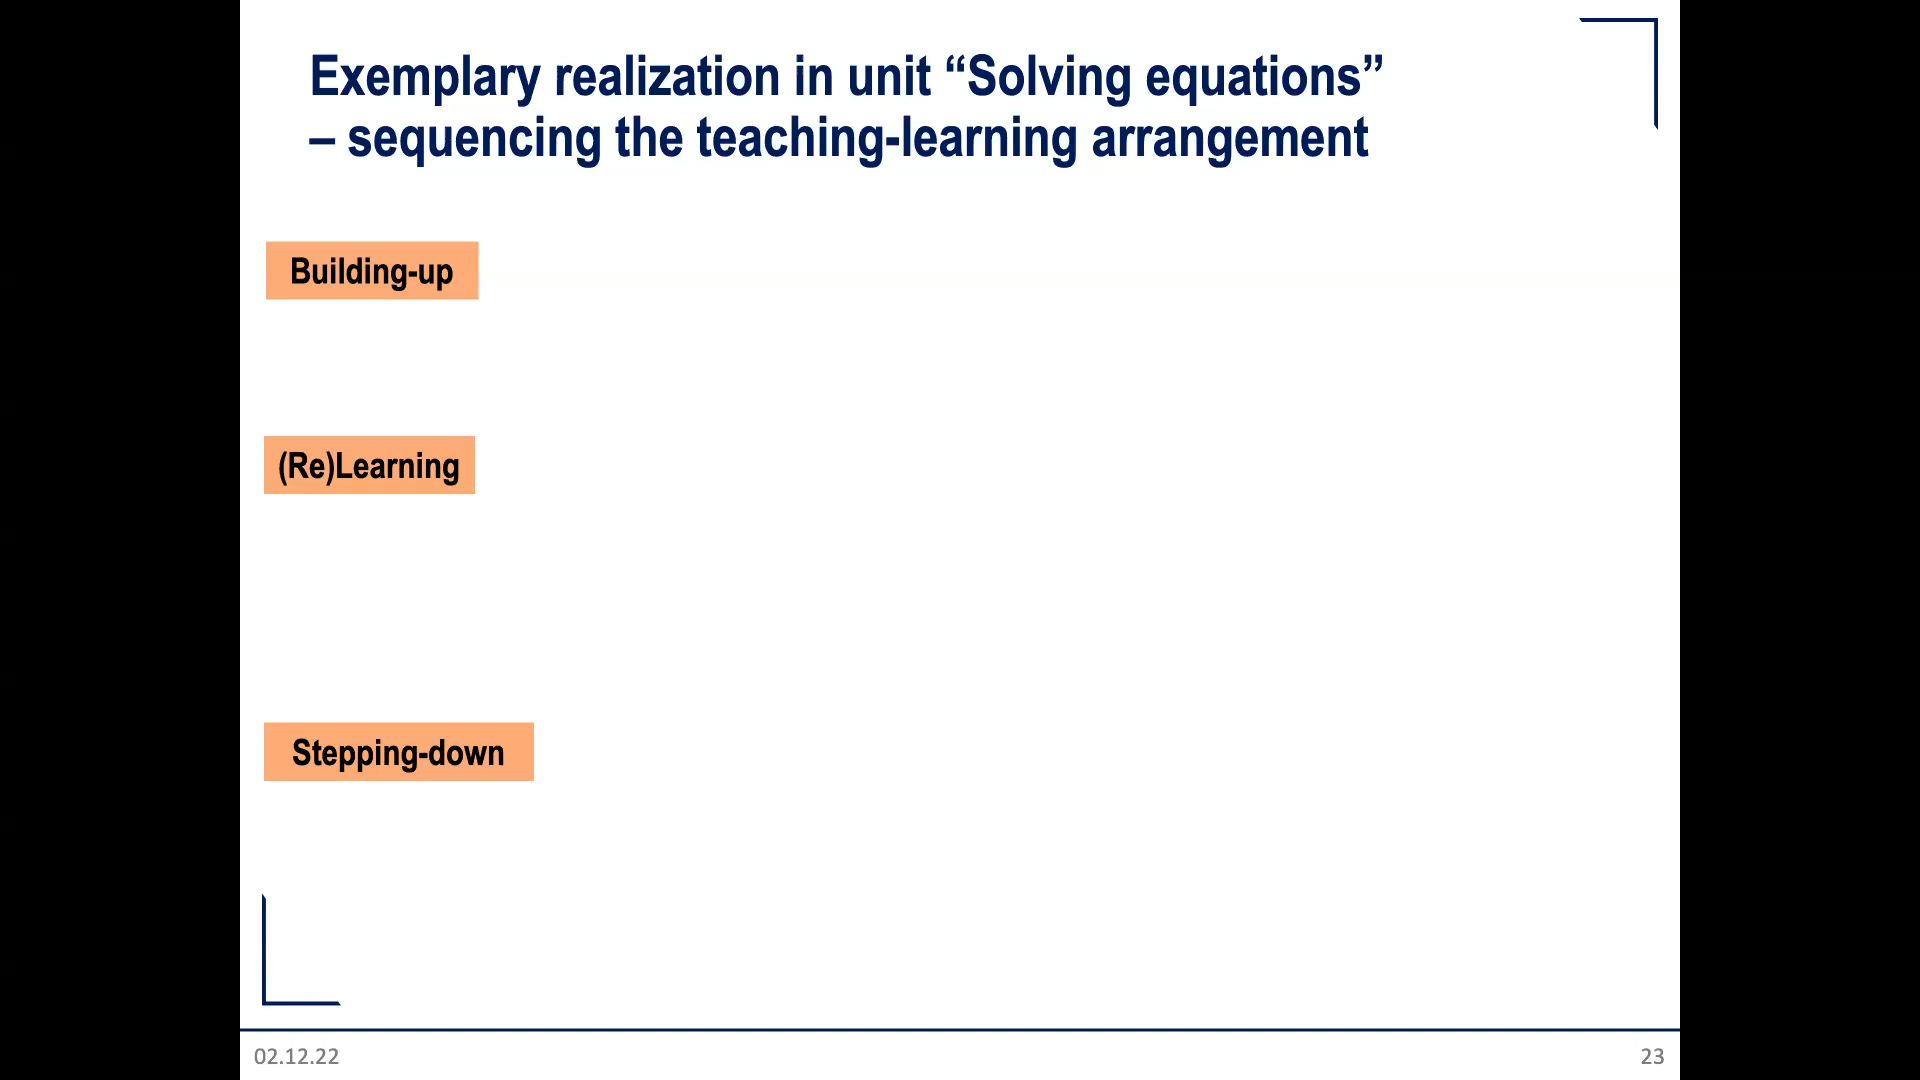 Exemplary realization in unit “Solving equations”
– sequencing the teaching-learning arrangement
Building-up
(Re)Learning
Stepping-down
02.12.22
23